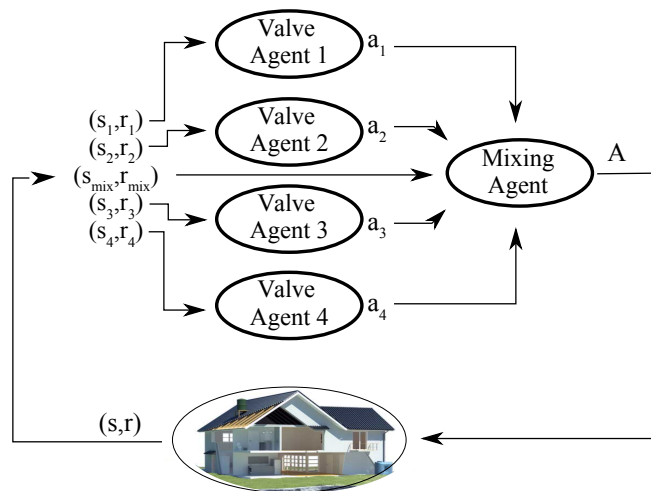 Valve
Agent 1
a₁
(s₁,r₁)
Valve
Agent 2
a₂
(s₂,r₂)
(sₘᵢₓ,rₘᵢₓ)
Mixing
Agent
A
(s₃,r₃)
Valve
Agent 3
a₃
(s₄,r₄)
Valve
Agent 4
a₄
(s,r)